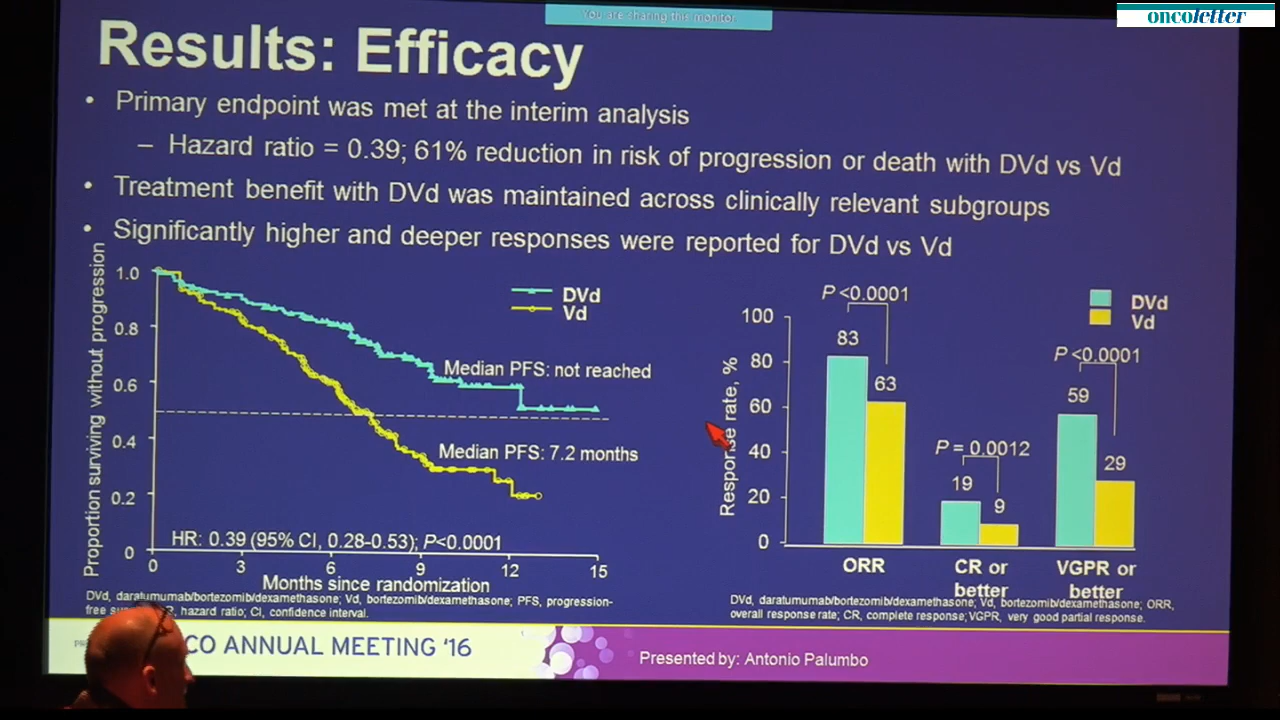 You are sharing this monitor
oncoletter
Results: Efficacy
• Primary endpoint was met at the interim analysis
– Hazard ratio = 0.39; 61% reduction in risk of progression or death with DVd vs Vd
• Treatment benefit with DVd was maintained across clinically relevant subgroups
• Significantly higher and deeper responses were reported for DVd vs Vd
Proportion surviving without progression
1.0
0.8
0.6
0.4
0.2
0
DVd
Vd
Median PFS: not reached
Median PFS: 7.2 months
HR: 0.39 (95% CI, 0.28-0.53); P<0.0001
0 3 6 9 12 15
Months since randomization
DVd, daratumumab/bortezomib/dexamethasone; Vd, bortezomib/dexamethasone; PFS, progression-
free hazard ratio; CI, confidence interval.
Response rate, %
100
80
60
40
20
0
DVd
Vd
P <0.0001
83
63
P = 0.0012
19
9
P <0.0001
59
29
ORR
CR or
better
VGPR or
better
DVd, daratumumab/bortezomib/dexamethasone; Vd, bortezomib/dexamethasone; ORR,
overall response rate; CR, complete response; VGPR, very good partial response.
CO ANNUAL MEETING '16
Presented by: Antonio Palumbo